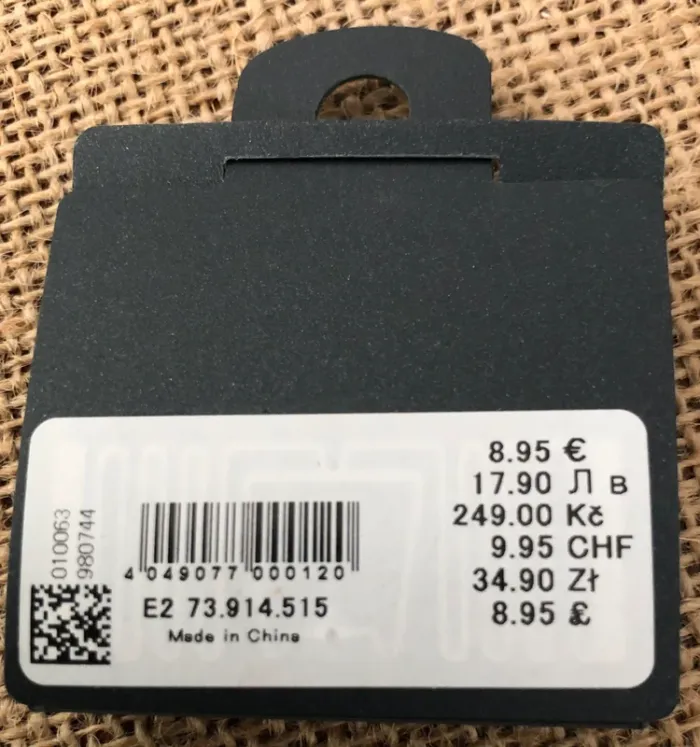 8.95 €
17.90 Л в
249.00 Kč
9.95 CHF
34.90 Zł
8.95 £
010063
980744
4 049077 000120
E2 73.914.515
Made in China